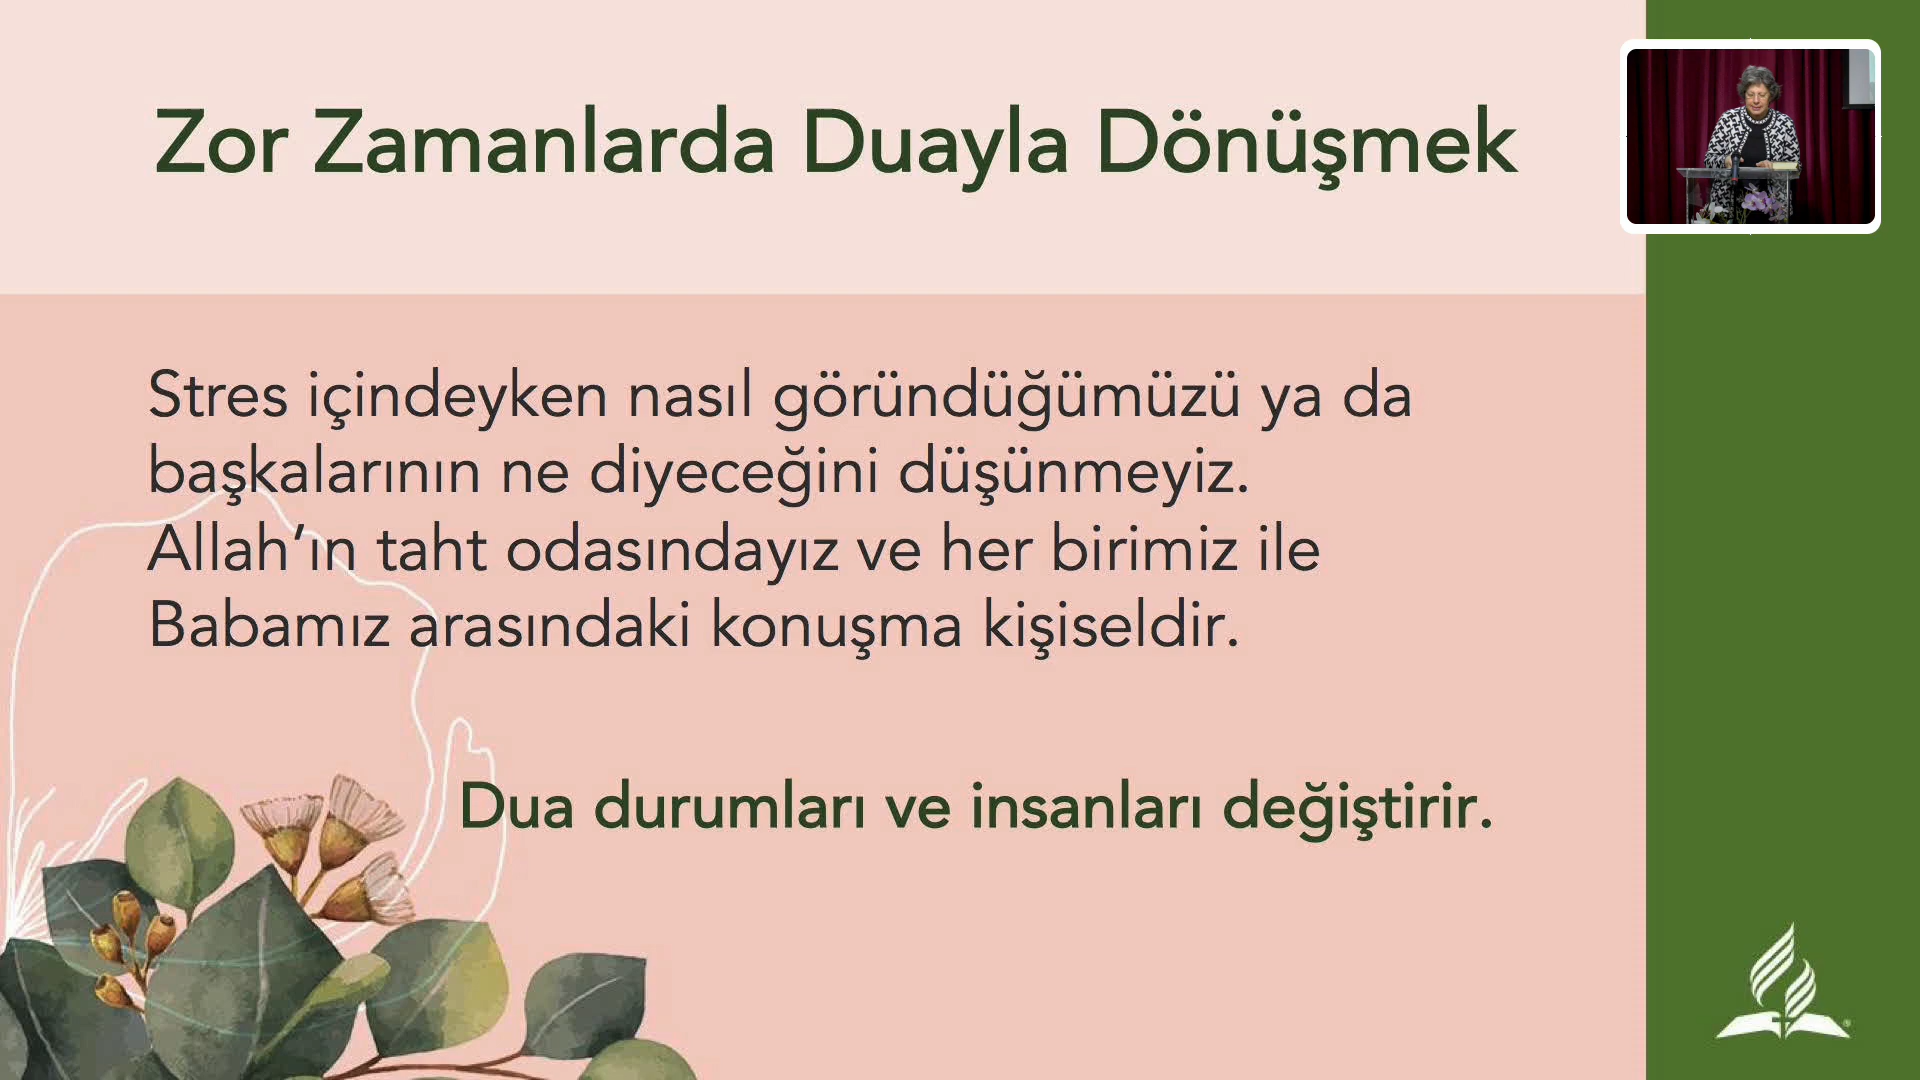 Zor Zamanlarda Duayla Dönüşmek
Stres içindeyken nasıl göründüğümüzü ya da
başkalarının ne diyeceğini düşünmeyiz.
Allah’ın taht odasındayız ve her birimiz ile
Babamız arasındaki konuşma kişiseldir.
Dua durumları ve insanları değiştirir.